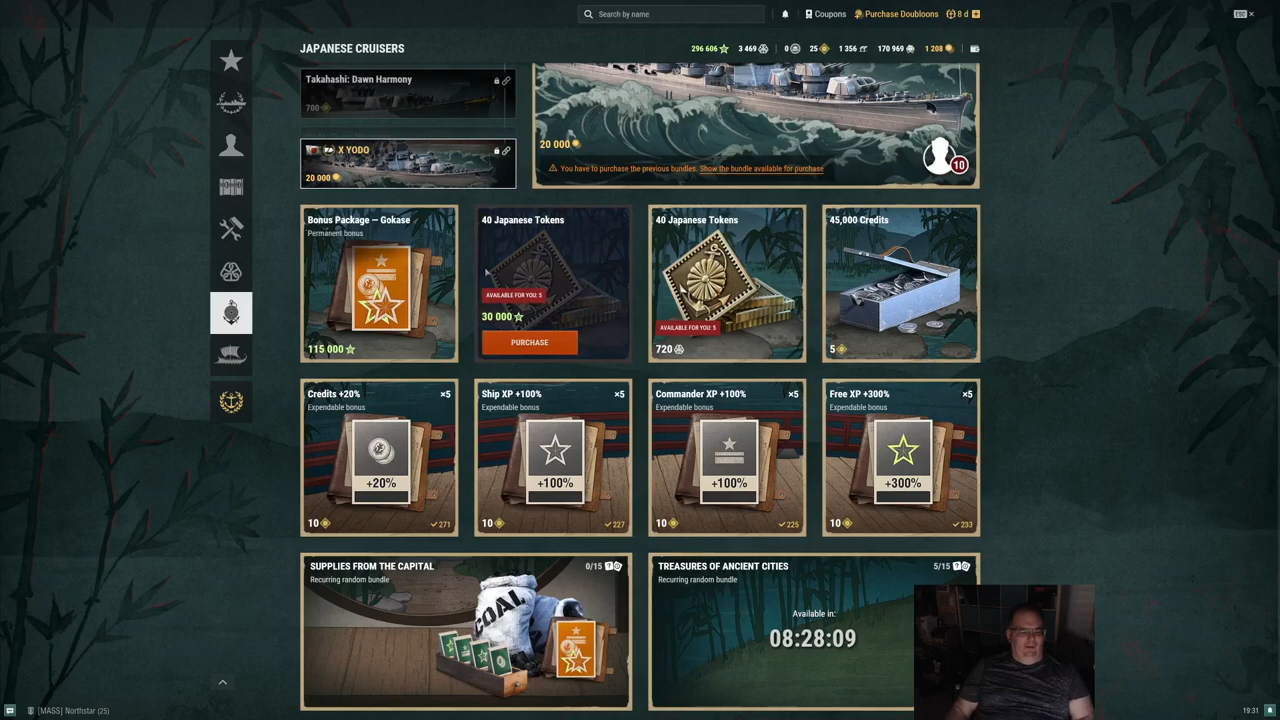 Search by name
Coupons
Purchase Doubloons
8 d
ESC
JAPANESE CRUISERS
296 606
3 469
0
25
1 356
170 969
1 208
Takahashi: Dawn Harmony
700
X YODO
20 000
20 000
You have to purchase the previous bundles. Show the bundle available for purchase
10
Bonus Package — Gokase
Permanent bonus
115 000
40 Japanese Tokens
AVAILABLE FOR YOU: 5
30 000
PURCHASE
40 Japanese Tokens
AVAILABLE FOR YOU: 5
720
45,000 Credits
5
Credits +20%
×5
Expendable bonus
+20%
10
271
Ship XP +100%
×5
Expendable bonus
+100%
10
227
Commander XP +100%
×5
Expendable bonus
+100%
10
225
Free XP +300%
×5
Expendable bonus
+300%
10
233
SUPPLIES FROM THE CAPITAL
0/15
Recurring random bundle
COAL
TREASURES OF ANCIENT CITIES
5/15
Recurring random bundle
Available in:
08:28:09
[MASS] Northstar (25)
19:31